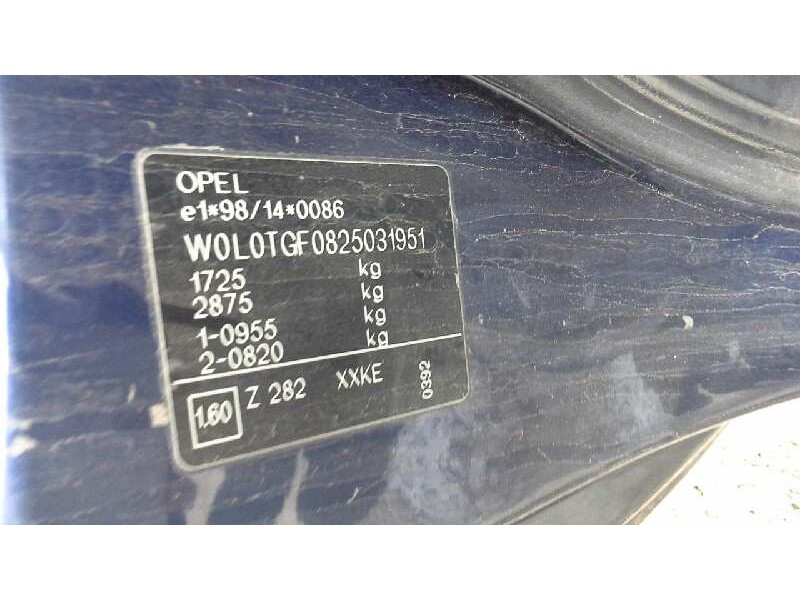 OPEL
e1*98/14*0086
W0L0TGF0825031951
1725 kg
2875 kg
1-0955 kg
2-0820 kg
1.60 Z 282 XXKE 0392